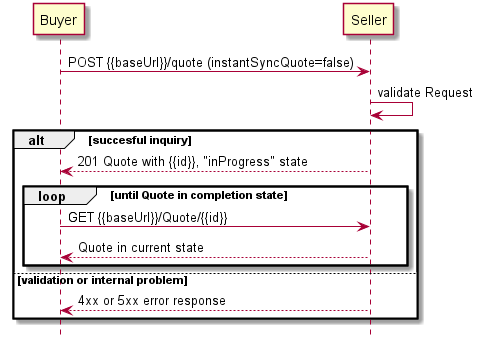 Buyer
Seller
POST {{baseUrl}}/quote (instantSyncQuote=false)
validate Request
alt [succesful inquiry]
201 Quote with {{id}}, "inProgress" state
loop [until Quote in completion state]
GET {{baseUrl}}/Quote/{{id}}
Quote in current state
[validation or internal problem]
4xx or 5xx error response